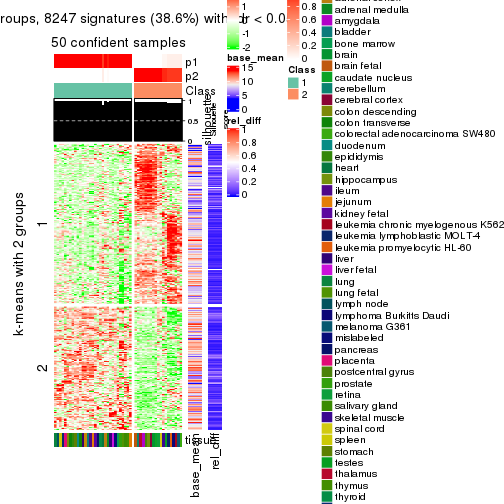 roups, 8247 signatures (38.6%) with
r < 0.0
50 confident samples
p1
p2
Class
1
0.5
0
silhouette
k-means with 2 groups
1
2
tissue
base_mean
rel_diff
1
0
-1
-2
base_mean
15
10
5
0
rel_diff
1
0.8
0.6
0.4
0.2
0
0.8
0.6
0.4
0.2
0
Class
1
2
adrenal medulla
amygdala
bladder
bone marrow
brain
brain fetal
caudate nucleus
cerebellum
cerebral cortex
colon descending
colon transverse
colorectal adenocarcinoma SW480
duodenum
epididymis
heart
hippocampus
ileum
jejunum
kidney fetal
leukemia chronic myelogenous K562
leukemia lymphoblastic MOLT-4
leukemia promyelocytic HL-60
liver
liver fetal
lung
lung fetal
lymph node
lymphoma Burkitts Daudi
melanoma G361
mislabeled
pancreas
placenta
postcentral gyrus
prostate
retina
salivary gland
skeletal muscle
spinal cord
spleen
stomach
testes
thalamus
thymus
thyroid